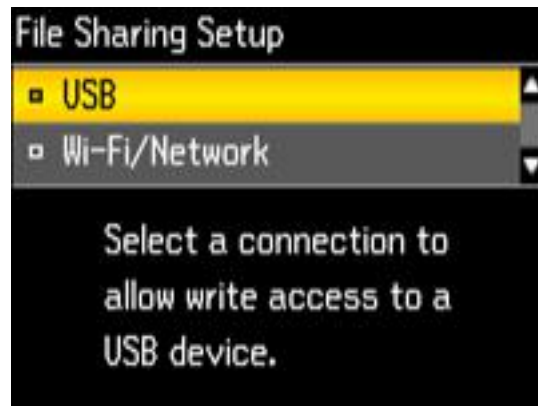 File Sharing Setup
USB
Wi-Fi/Network
Select a connection to
allow write access to a
USB device.